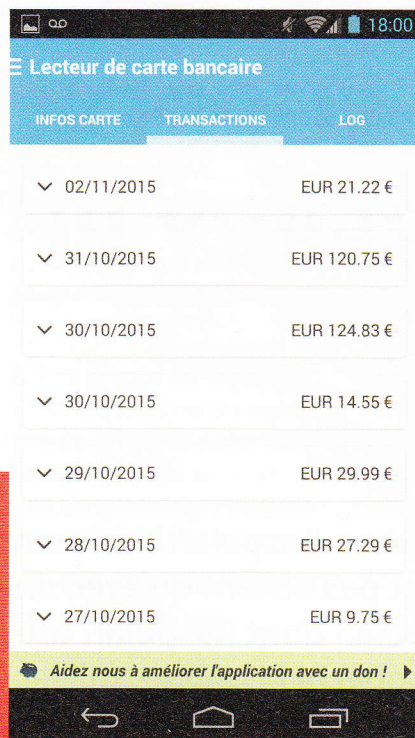 18:00
Lecteur de carte bancaire
INFOS CARTE TRANSACTIONS LOG
02/11/2015 EUR 21.22 €
31/10/2015 EUR 120.75 €
30/10/2015 EUR 124.83 €
30/10/2015 EUR 14.55 €
29/10/2015 EUR 29.99 €
28/10/2015 EUR 27.29 €
27/10/2015 EUR 9.75 €
Aidez nous à améliorer l'application avec un don !